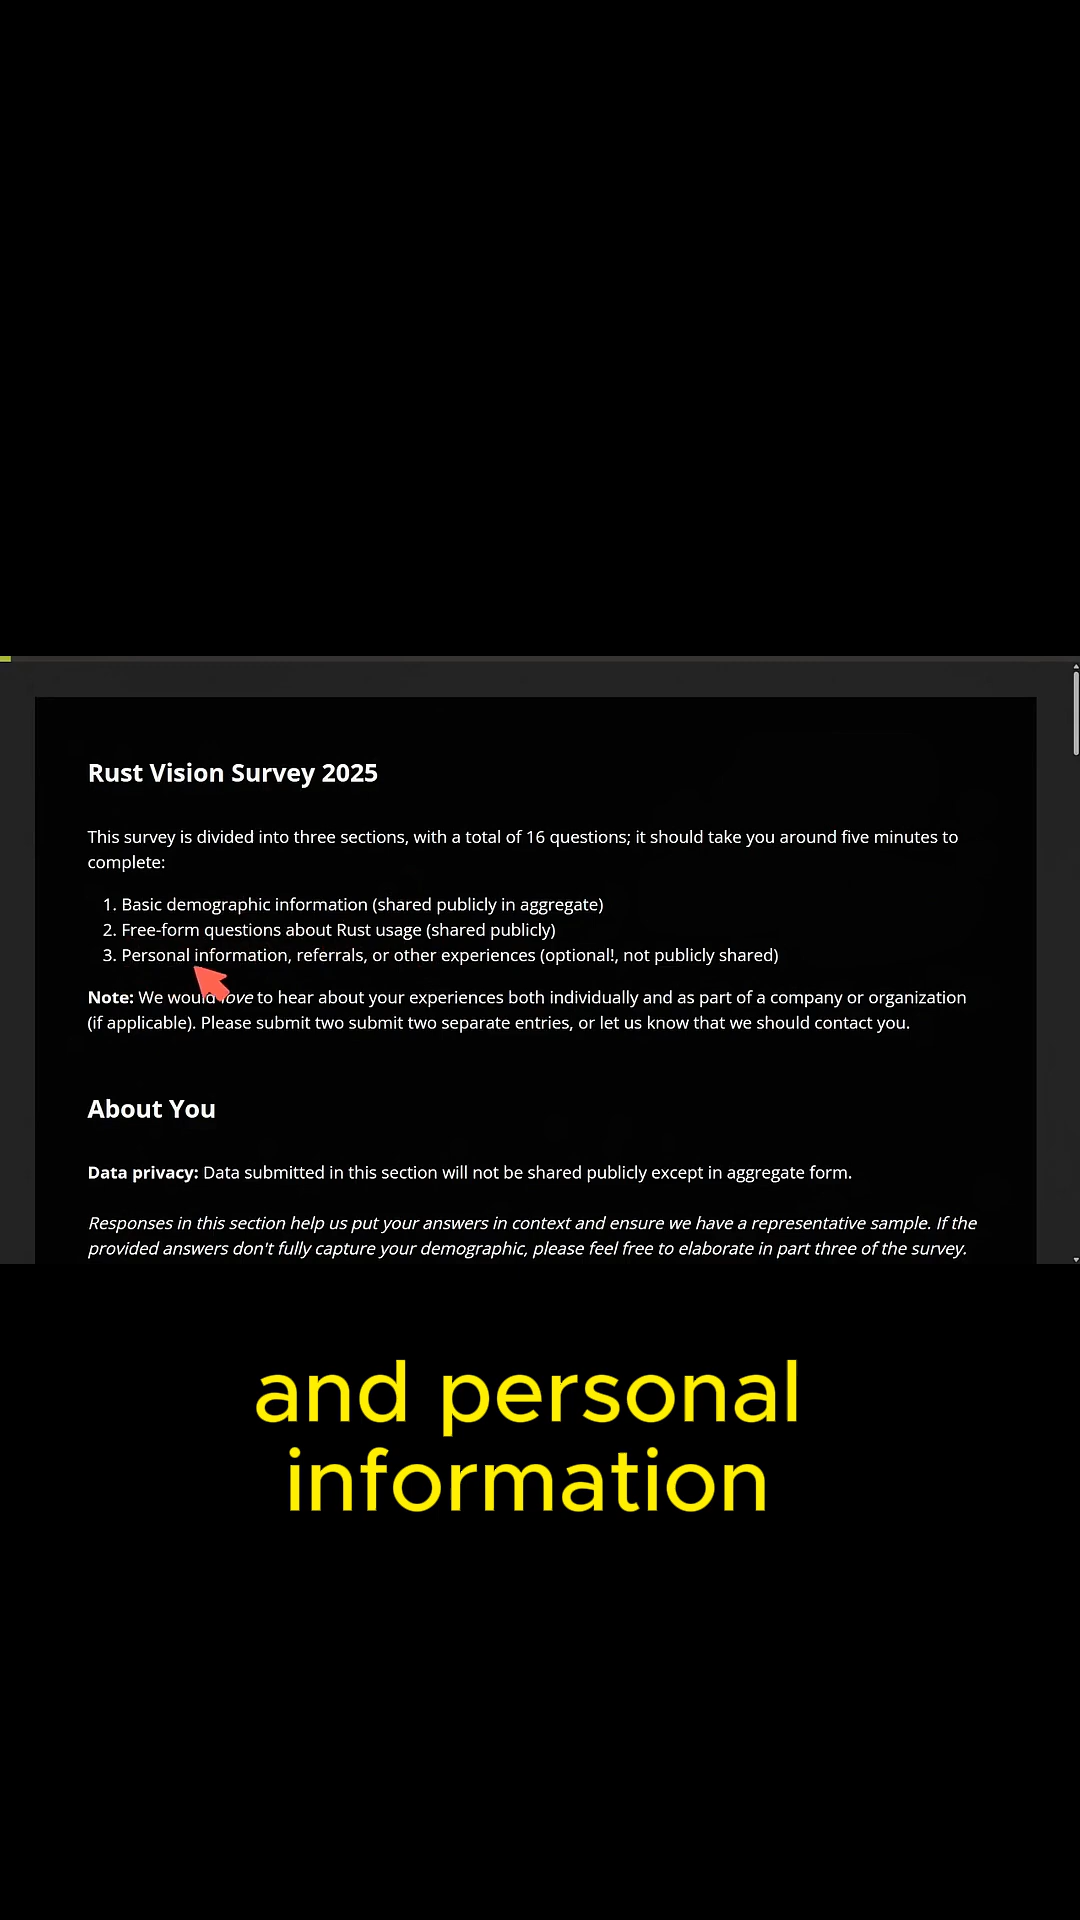 Rust Vision Survey 2025
This survey is divided into three sections, with a total of 16 questions; it should take you around five minutes to
complete:
1. Basic demographic information (shared publicly in aggregate)
2. Free-form questions about Rust usage (shared publicly)
3. Personal information, referrals, or other experiences (optional!, not publicly shared)
Note: We would love to hear about your experiences both individually and as part of a company or organization
(if applicable). Please submit two submit two separate entries, or let us know that we should contact you.
About You
Data privacy: Data submitted in this section will not be shared publicly except in aggregate form.
Responses in this section help us put your answers in context and ensure we have a representative sample. If the
provided answers don't fully capture your demographic, please feel free to elaborate in part three of the survey.
and personal
information